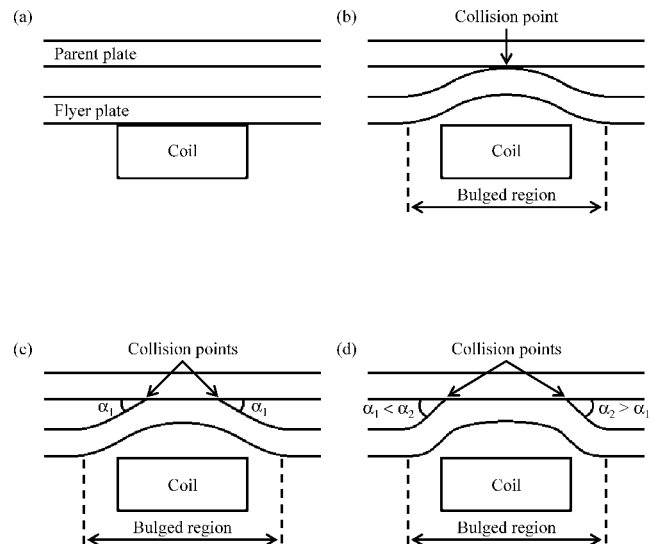 (a)
Parent plate
Flyer plate
Coil
(b)
Collision point
Coil
Bulged region
(c)
Collision points
α₁
α₁
Coil
Bulged region
(d)
Collision points
α₁ < α₂
α₂ > α₁
Coil
Bulged region